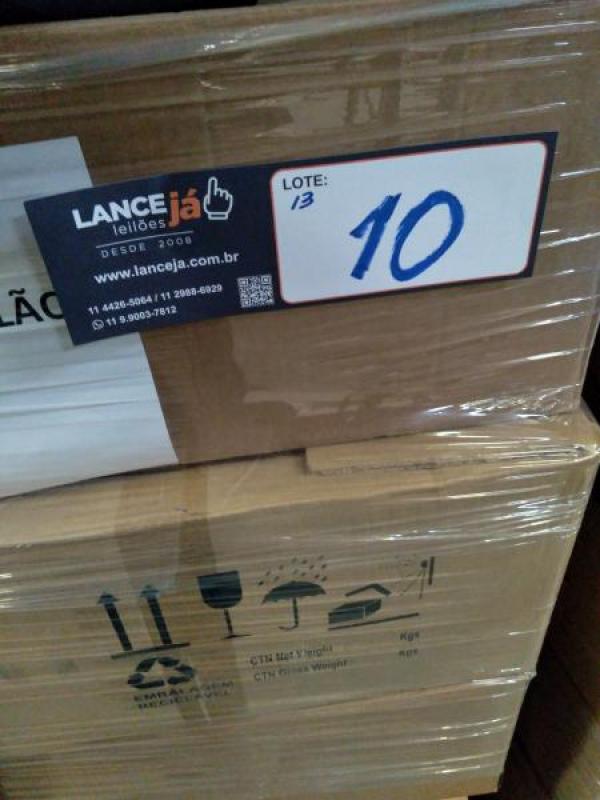 LANCE já
leilões
DESDE 2008
www.lanceja.com.br
11 4426-5064 / 11 2988-6929
11 9.9003-7812
LOTE:
13
10
LÃO
CTN Net Weight Kgs
CTN Gross Weight Kgs
EMBALAGEM
RECICLÁVEL